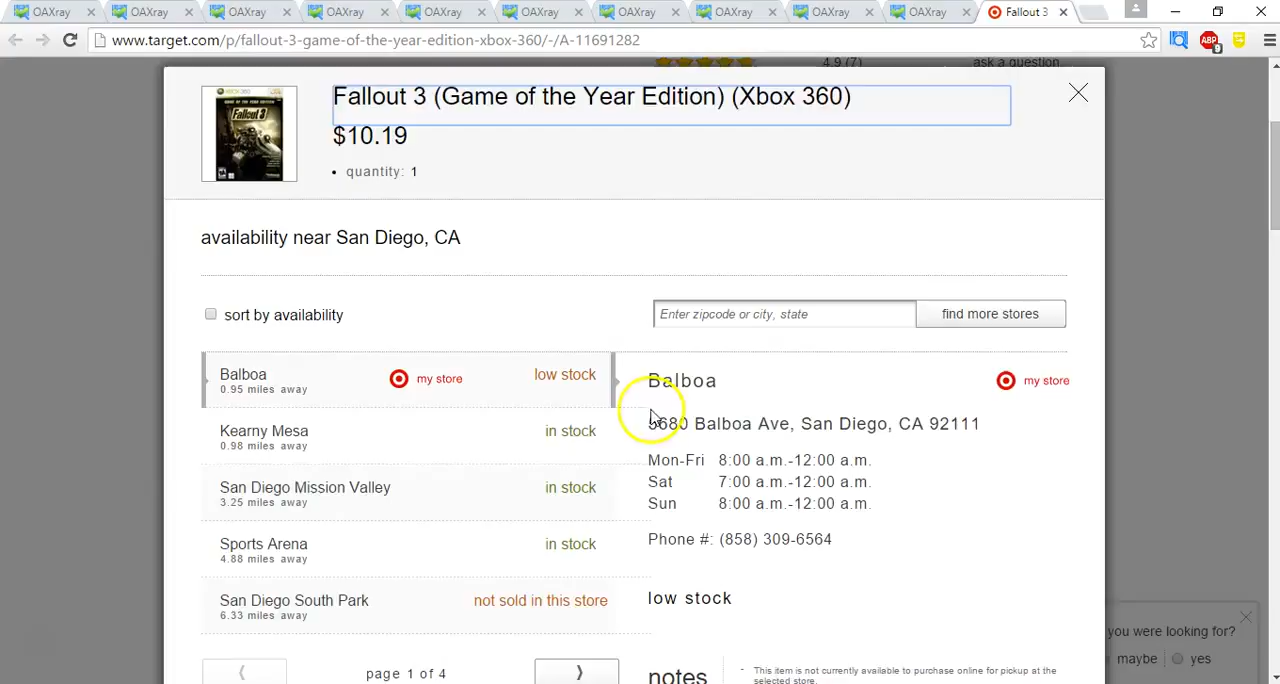 OAXray OAXray OAXray OAXray OAXray OAXray OAXray OAXray OAXray OAXray Fallout 3
www.target.com/p/fallout-3-game-of-the-year-edition-xbox-360/-/A-11691282
ABP
9
4.9 (7) ask a question
Fallout 3 (Game of the Year Edition) (Xbox 360)
$10.19
• quantity: 1
availability near San Diego, CA
sort by availability
Enter zipcode or city, state
find more stores
Balboa
0.95 miles away
my store
low stock
Kearny Mesa
0.98 miles away
in stock
San Diego Mission Valley
3.25 miles away
in stock
Sports Arena
4.88 miles away
in stock
San Diego South Park
6.33 miles away
not sold in this store
page 1 of 4
Balboa
my store
Balboa Ave, San Diego, CA 92111
Mon-Fri 8:00 a.m.-12:00 a.m.
Sat 7:00 a.m.-12:00 a.m.
Sun 8:00 a.m.-12:00 a.m.
Phone #: (858) 309-6564
low stock
notes
- This item is not currently available to purchase online for pickup at the
selected store.
you were looking for?
maybe yes